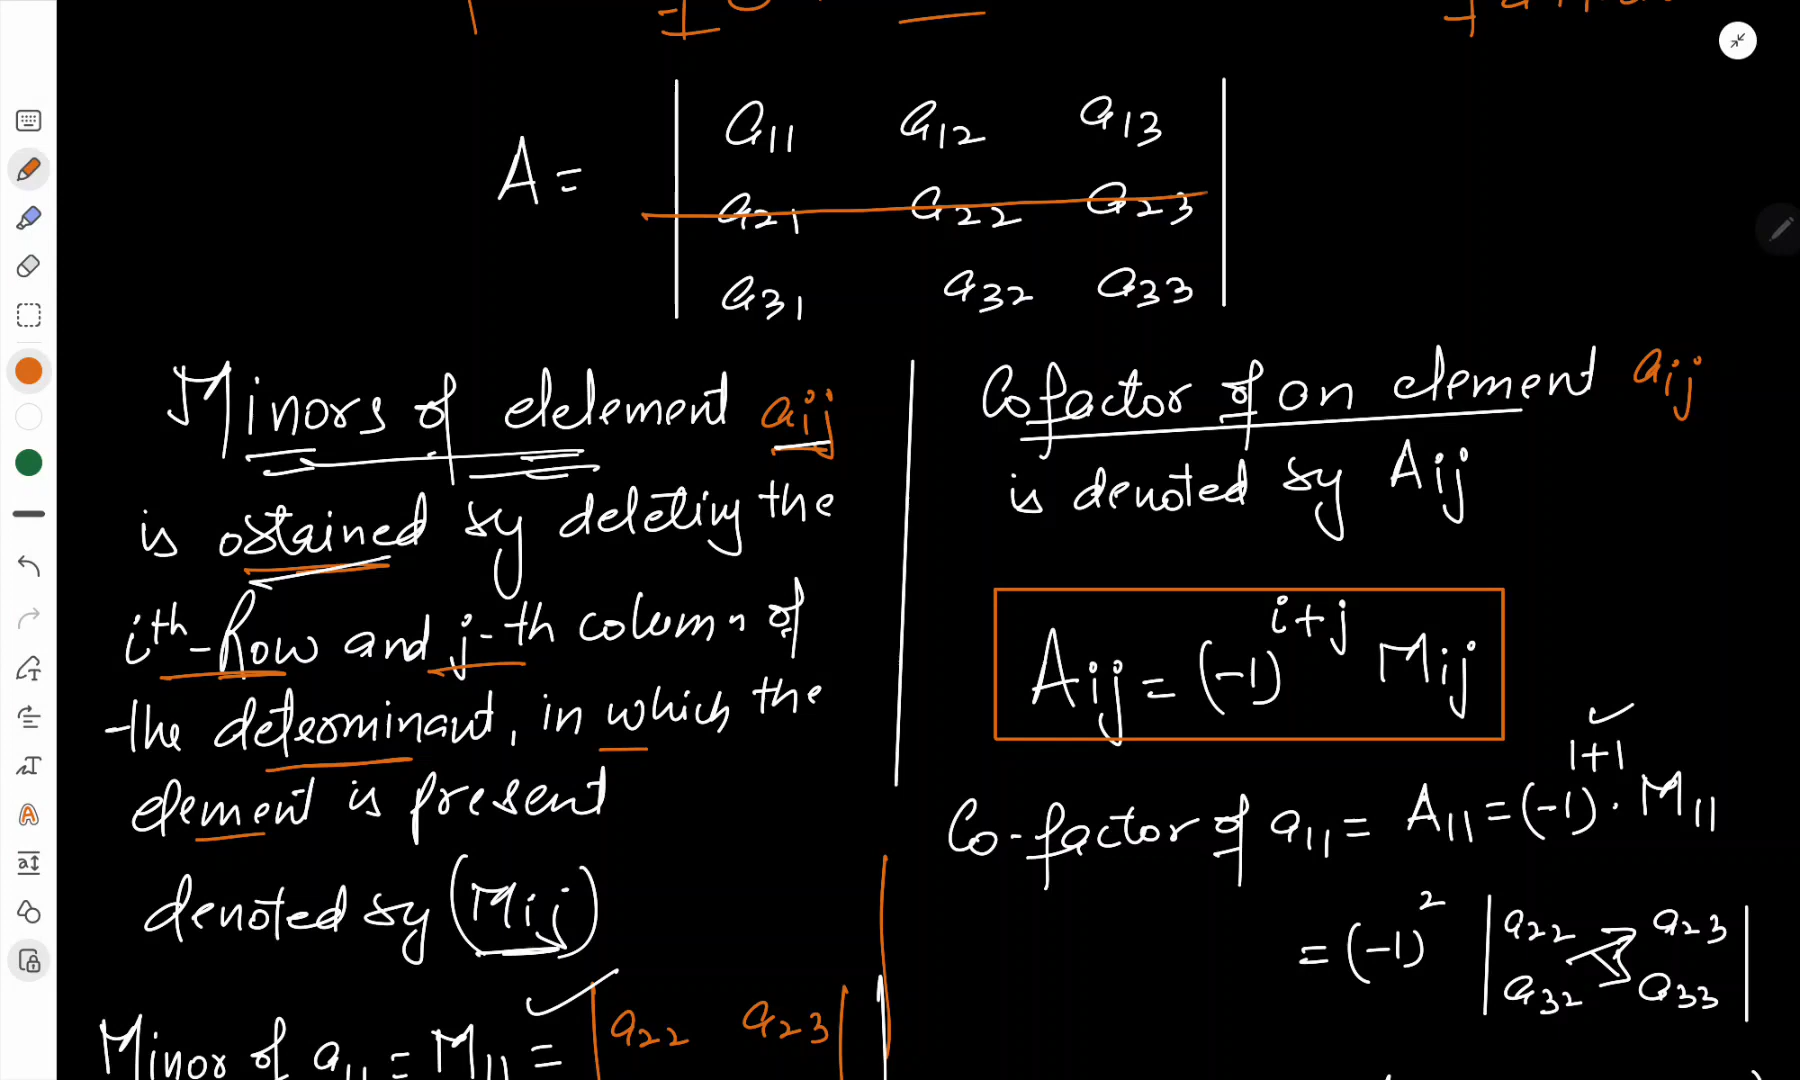 A = | a11 a12 a13 |
| a21 a22 a23 |
| a31 a32 a33 |
Minors of elelement aij
is obtained by deleting the
ith-Row and j-th column of
the determinant, in which the
element is present
denoted by (Mij)
Minor of a11 = M11 = | a22 a23 |
Cofactor of an element aij
is denoted by Aij
Aij = (-1)^i+j Mij
Co-factor of a11 = A11 = (-1)^1+1 . M11
= (-1)^2 | a22 a23 |
| a32 a33 |